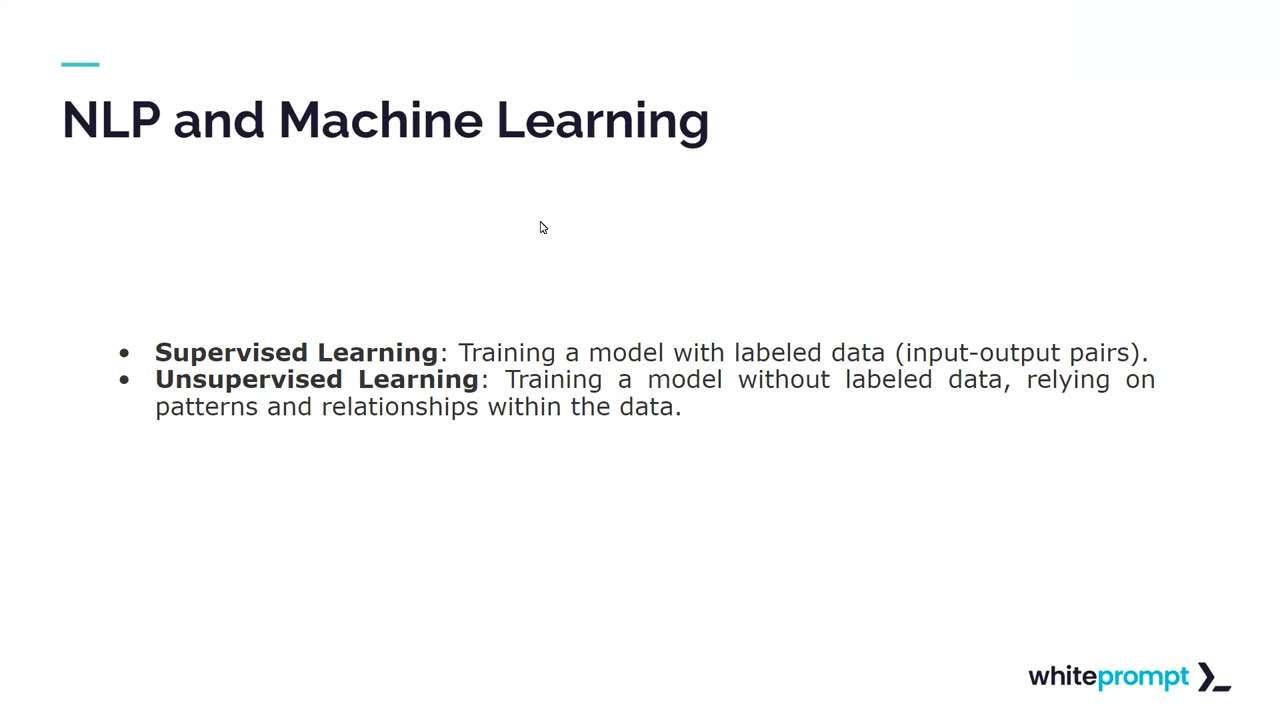 NLP and Machine Learning
• Supervised Learning: Training a model with labeled data (input-output pairs).
• Unsupervised Learning: Training a model without labeled data, relying on
patterns and relationships within the data.
whiteprompt